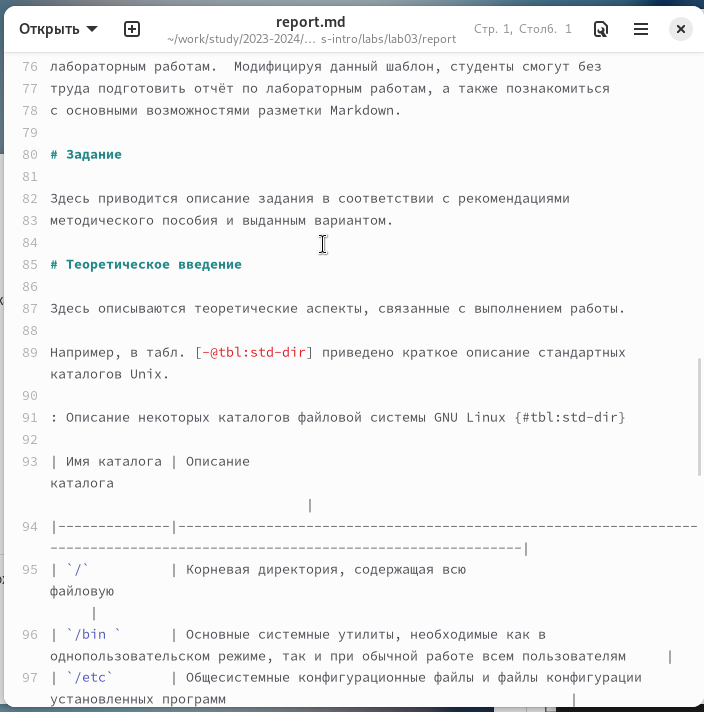 Открыть
report.md
~/work/study/2023-2024/... s-intro/labs/lab03/report
Стр. 1, Столб. 1
76 лабораторным работам.  Модифицируя данный шаблон, студенты смогут без
77 труда подготовить отчёт по лабораторным работам, а также познакомиться
78 с основными возможностями разметки Markdown.
79
80 # Задание
81
82 Здесь приводится описание задания в соответствии с рекомендациями
83 методического пособия и выданным вариантом.
84
85 # Теоретическое введение
86
87 Здесь описываются теоретические аспекты, связанные с выполнением работы.
88
89 Например, в табл. [-@tbl:std-dir] приведено краткое описание стандартных
каталогов Unix.
90
91 : Описание некоторых каталогов файловой системы GNU Linux {#tbl:std-dir}
92
93 | Имя каталога | Описание
каталога
|
94 |--------------|-----------------------------------------------------------------
-----------------------------------------------------------|
95 | `/`          | Корневая директория, содержащая всю
файловую
|
96 | `/bin `      | Основные системные утилиты, необходимые как в
однопользовательском режиме, так и при обычной работе всем пользователям     |
97 | `/etc`       | Общесистемные конфигурационные файлы и файлы конфигурации
установленных программ                                           |